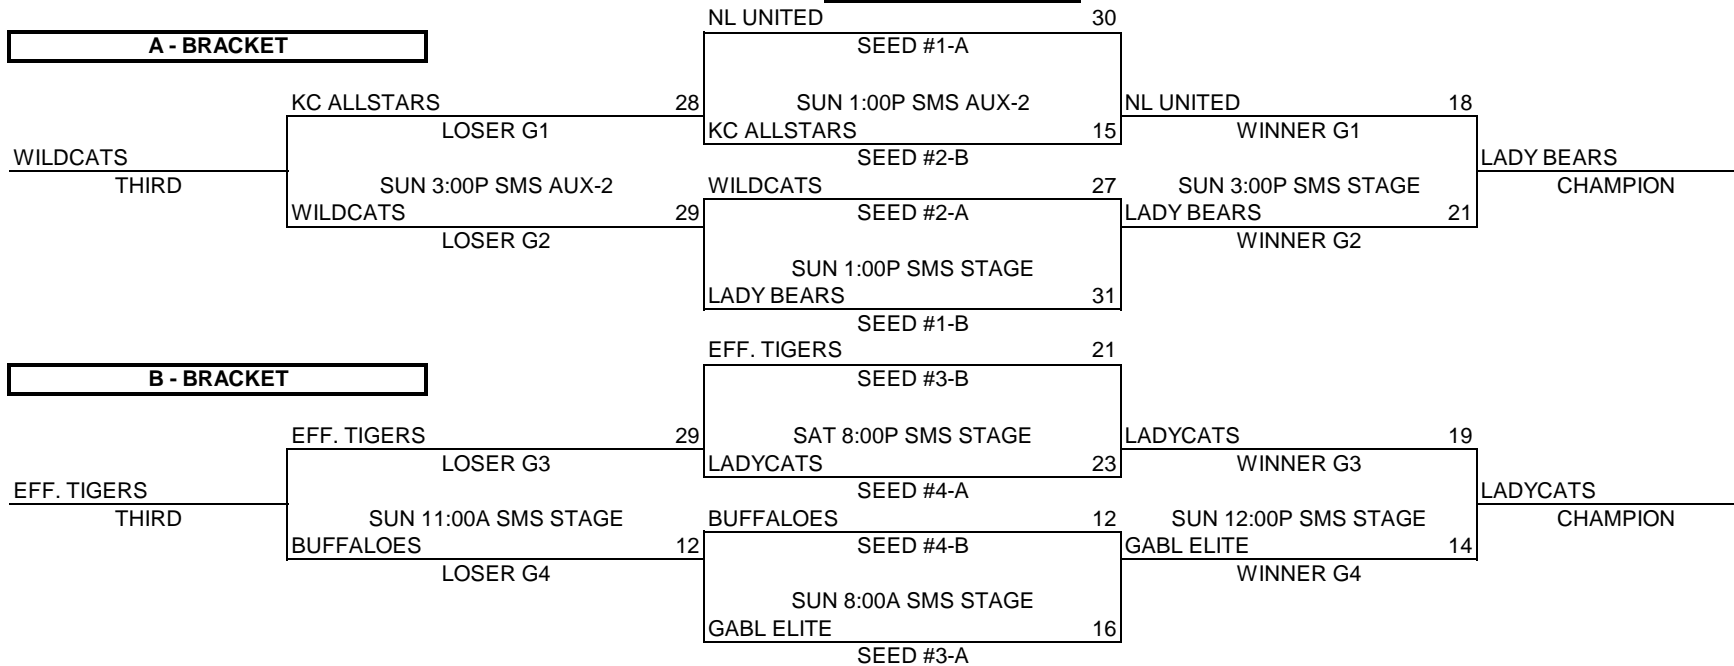 NL UNITED 30
A - BRACKET SEED #1-A
KC ALLSTARS 28 SUN 1:00P SMS AUX-2 NL UNITED 18
LOSER G1 KC ALLSTARS 15 WINNER G1
WILDCATS SEED #2-B LADY BEARS
THIRD SUN 3:00P SMS AUX-2 WILDCATS 27 SUN 3:00P SMS STAGE CHAMPION
WILDCATS 29 SEED #2-A LADY BEARS 21
LOSER G2 WINNER G2
SUN 1:00P SMS STAGE
LADY BEARS 31
SEED #1-B
EFF. TIGERS 21
B - BRACKET SEED #3-B
EFF. TIGERS 29 SAT 8:00P SMS STAGE LADYCATS 19
LOSER G3 LADYCATS 23 WINNER G3
EFF. TIGERS SEED #4-A LADYCATS
THIRD SUN 11:00A SMS STAGE BUFFALOES 12 SUN 12:00P SMS STAGE CHAMPION
BUFFALOES 12 SEED #4-B GABL ELITE 14
LOSER G4 WINNER G4
SUN 8:00A SMS STAGE
GABL ELITE 16
SEED #3-A